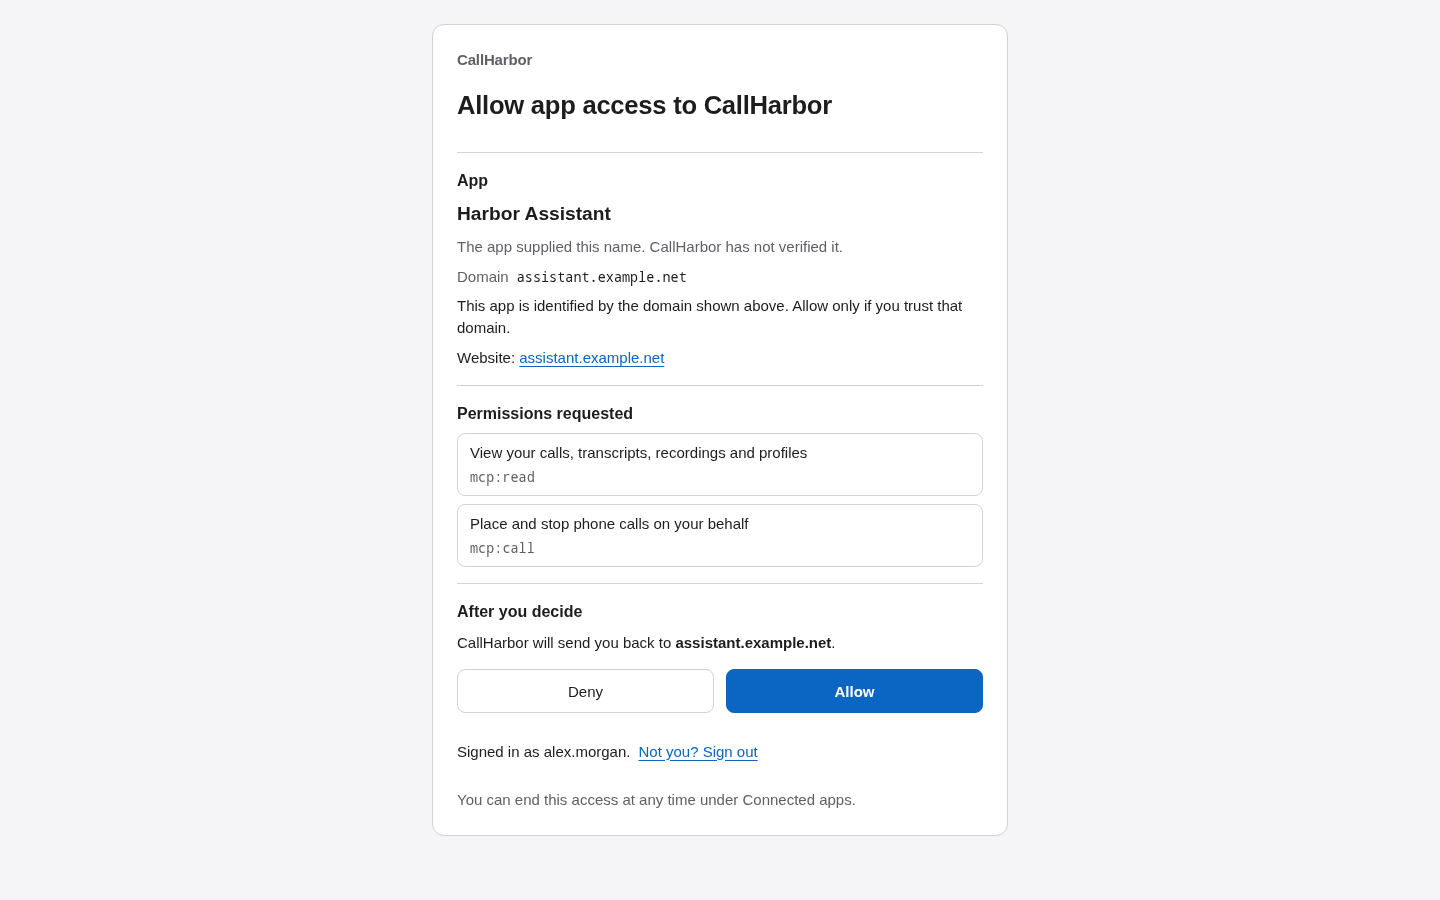 CallHarbor
Allow app access to CallHarbor
App
Harbor Assistant
The app supplied this name. CallHarbor has not verified it.
Domain assistant.example.net
This app is identified by the domain shown above. Allow only if you trust that
domain.
Website: assistant.example.net
Permissions requested
View your calls, transcripts, recordings and profiles
mcp:read
Place and stop phone calls on your behalf
mcp:call
After you decide
CallHarbor will send you back to assistant.example.net.
Deny
Allow
Signed in as alex.morgan. Not you? Sign out
You can end this access at any time under Connected apps.